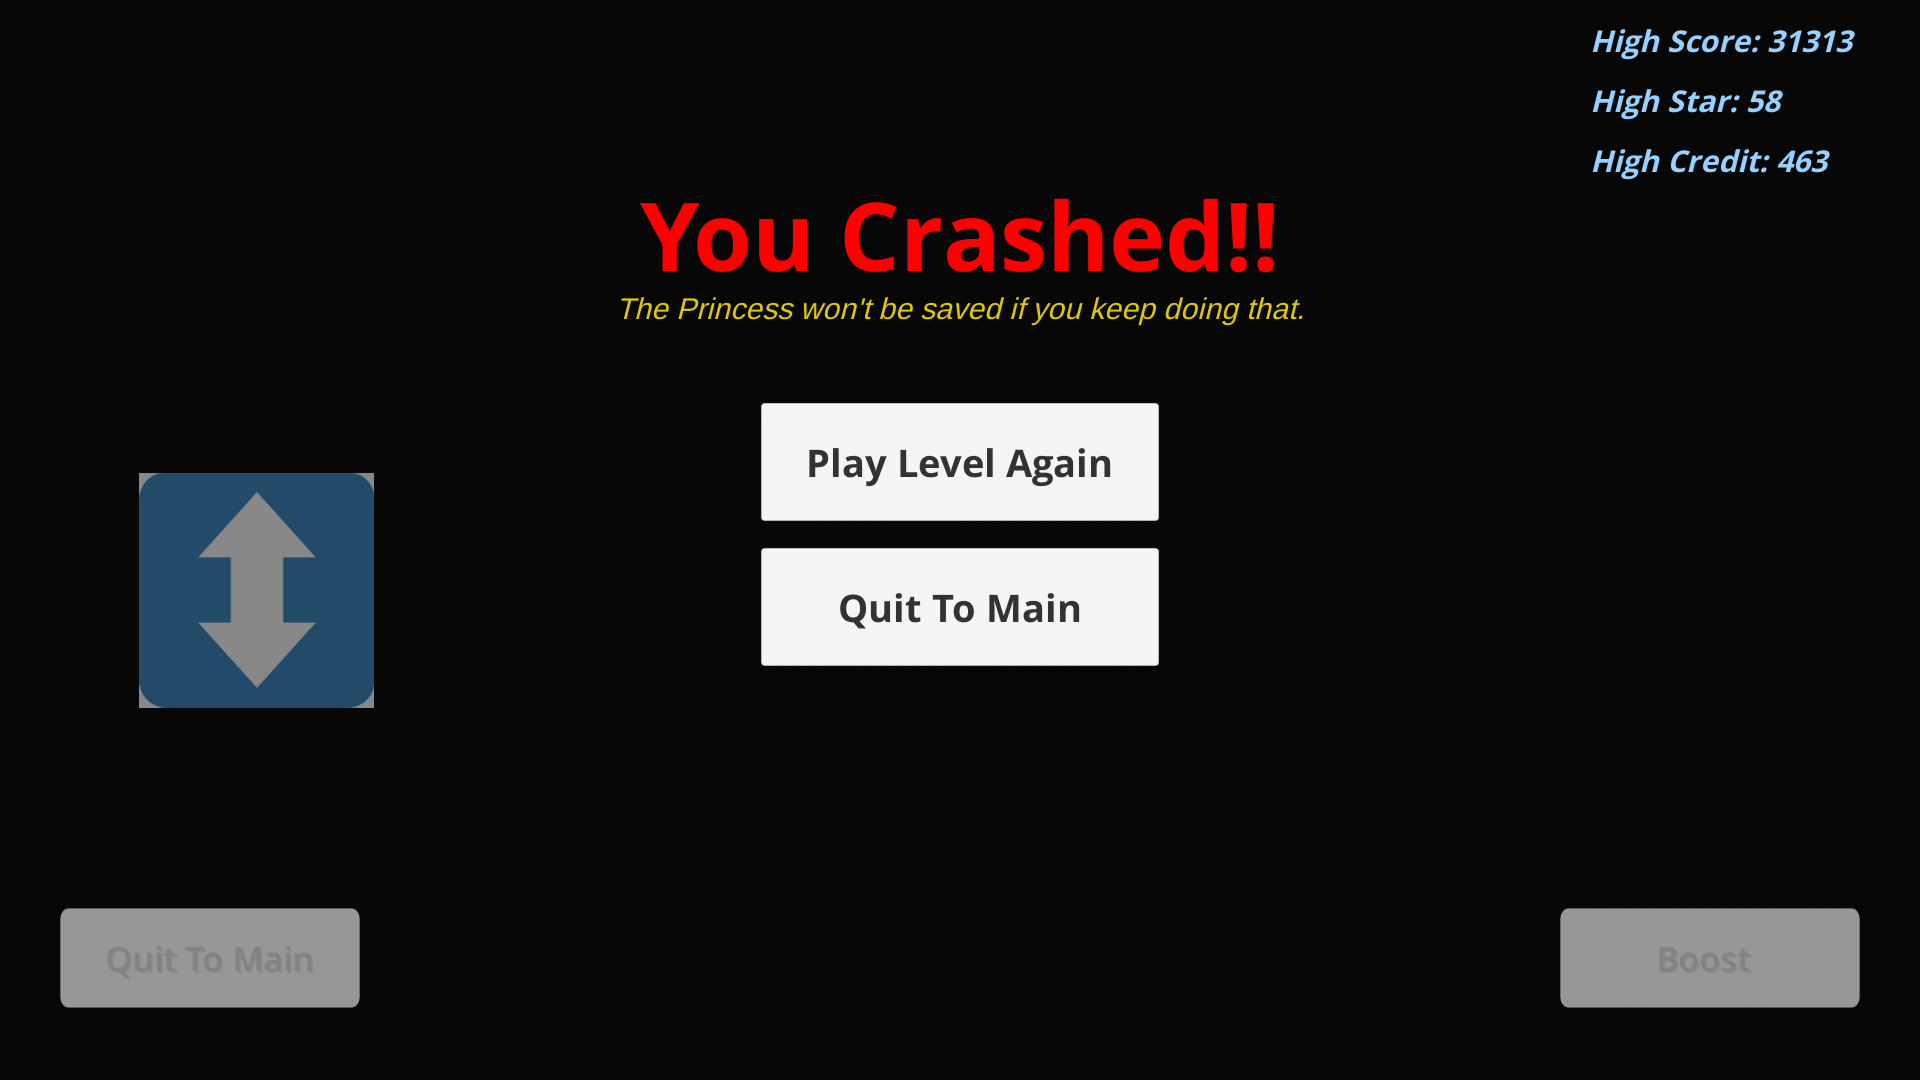 High Score: 31313
High Star: 58
High Credit: 463
You Crashed!!
The Princess won't be saved if you keep doing that.
Play Level Again
Quit To Main
Quit To Main
Boost